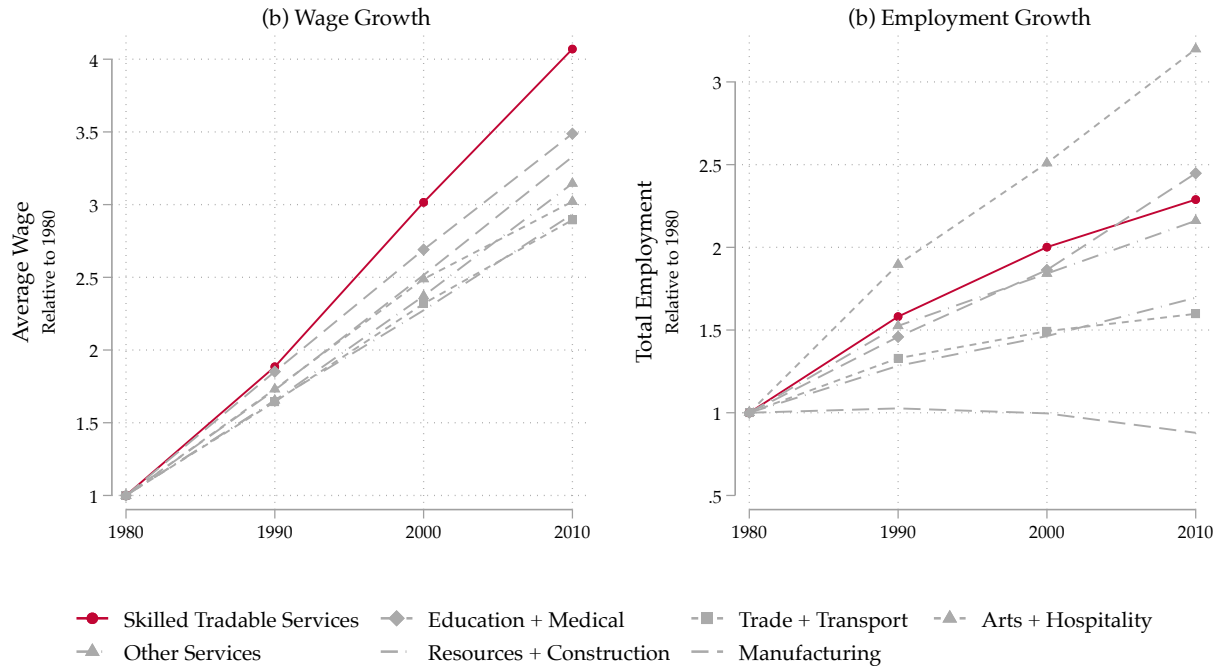 (b) Wage Growth
Average Wage
Relative to 1980
4
3.5
3
2.5
2
1.5
1
1980 1990 2000 2010
(b) Employment Growth
Total Employment
Relative to 1980
3
2.5
2
1.5
1
.5
1980 1990 2000 2010
Skilled Tradable Services Education + Medical Trade + Transport Arts + Hospitality
Other Services Resources + Construction Manufacturing